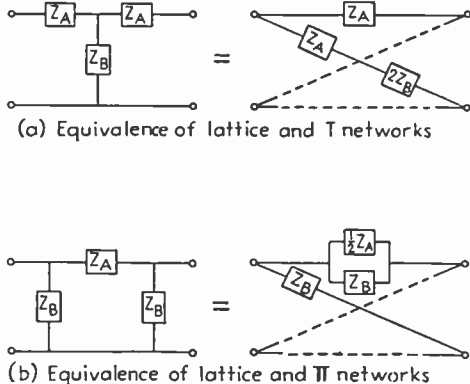 Z_A Z_A Z_A
Z_B = Z_A 2Z_B
(a) Equivalence of lattice and T networks
Z_A ½Z_A
Z_B Z_B = Z_B Z_B
(b) Equivalence of lattice and Π networks